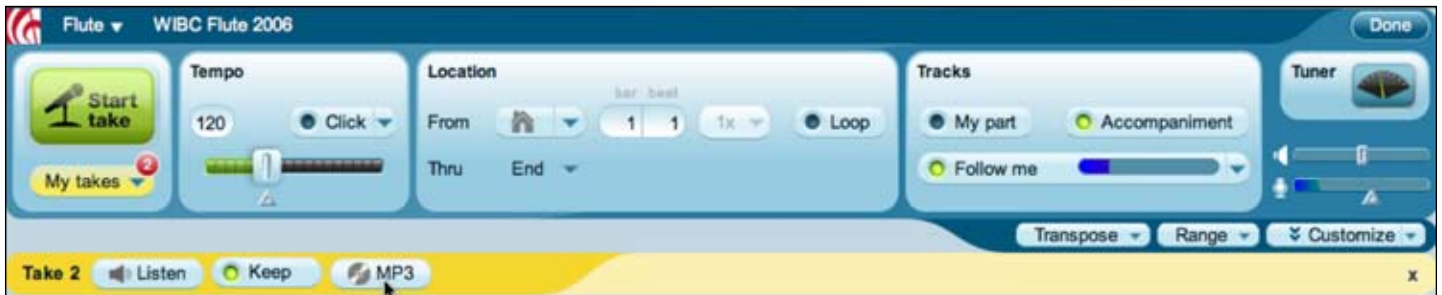 Flute WIBC Flute 2006 Done
Start take
My takes 2
Tempo
120 Click
Location
bar beat
From 1 1 1x Loop
Thru End
Tracks
My part Accompaniment
Follow me
Tuner
Transpose Range Customize
Take 2 Listen Keep MP3 x